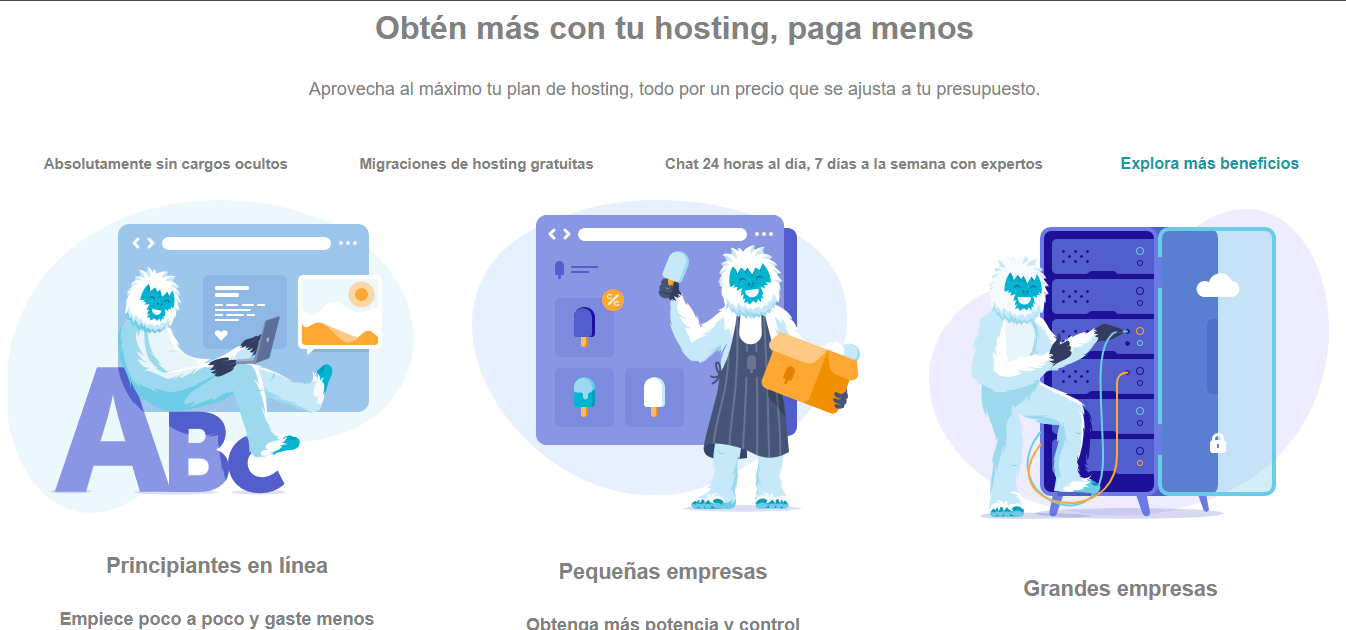 Obtén más con tu hosting, paga menos
Aprovecha al máximo tu plan de hosting, todo por un precio que se ajusta a tu presupuesto.
Absolutamente sin cargos ocultos
Migraciones de hosting gratuitas
Chat 24 horas al día, 7 días a la semana con expertos
Explora más beneficios
%
ABC
Principiantes en línea
Pequeñas empresas
Grandes empresas
Empiece poco a poco y gaste menos
Obtenga más potencia y control